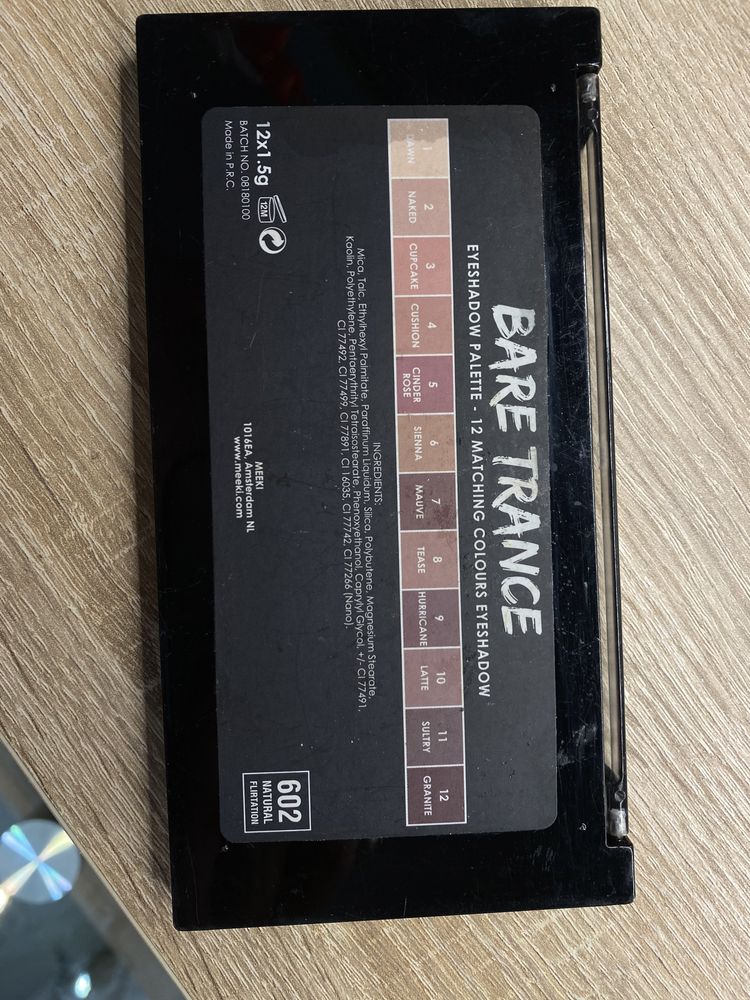 BARE TRANCE
EYESHADOW PALETTE - 12 MATCHING COLOURS EYESHADOW
1
DAWN
2
NAKED
3
CUPCAKE
4
CUSHION
5
CINDER
ROSE
6
SIENNA
7
MAUVE
8
TEASE
9
HURRICANE
10
LATTE
11
SULTRY
12
GRANITE
INGREDIENTS:
Mica, Talc, Ethylhexyl Palmitate, Paraffinum Liquidum, Silica, Polybutene, Magnesium Stearate,
Kaolin, Polyethylene, Pentaerythrityl Tetraisostearate, Phenoxyethanol, Caprylyl Glycol, +/- CI 77491,
CI 77492, CI 77499, CI 77891, CI 16035, CI 77742, CI 77266 (Nano).
12x1.5g
12M
BATCH NO. 08180100
Made in P.R.C.
MEEKI
1016EA, Amsterdam NL
www.meeki.com
602
NATURAL
FLIRTATION